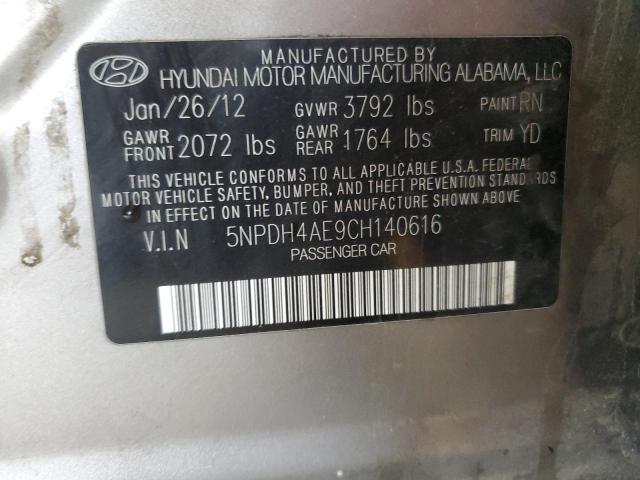 MANUFACTURED BY
HYUNDAI MOTOR MANUFACTURING ALABAMA, LLC
Jan/26/12 GVWR 3792 lbs PAINT RN
GAWR FRONT 2072 lbs GAWR REAR 1764 lbs TRIM YD
THIS VEHICLE CONFORMS TO ALL APPLICABLE U.S.A. FEDERAL
MOTOR VEHICLE SAFETY, BUMPER, AND THEFT PREVENTION STANDARDS
IN EFFECT ON THE DATE OF MANUFACTURE SHOWN ABOVE
V.I.N 5NPDH4AE9CH140616
PASSENGER CAR